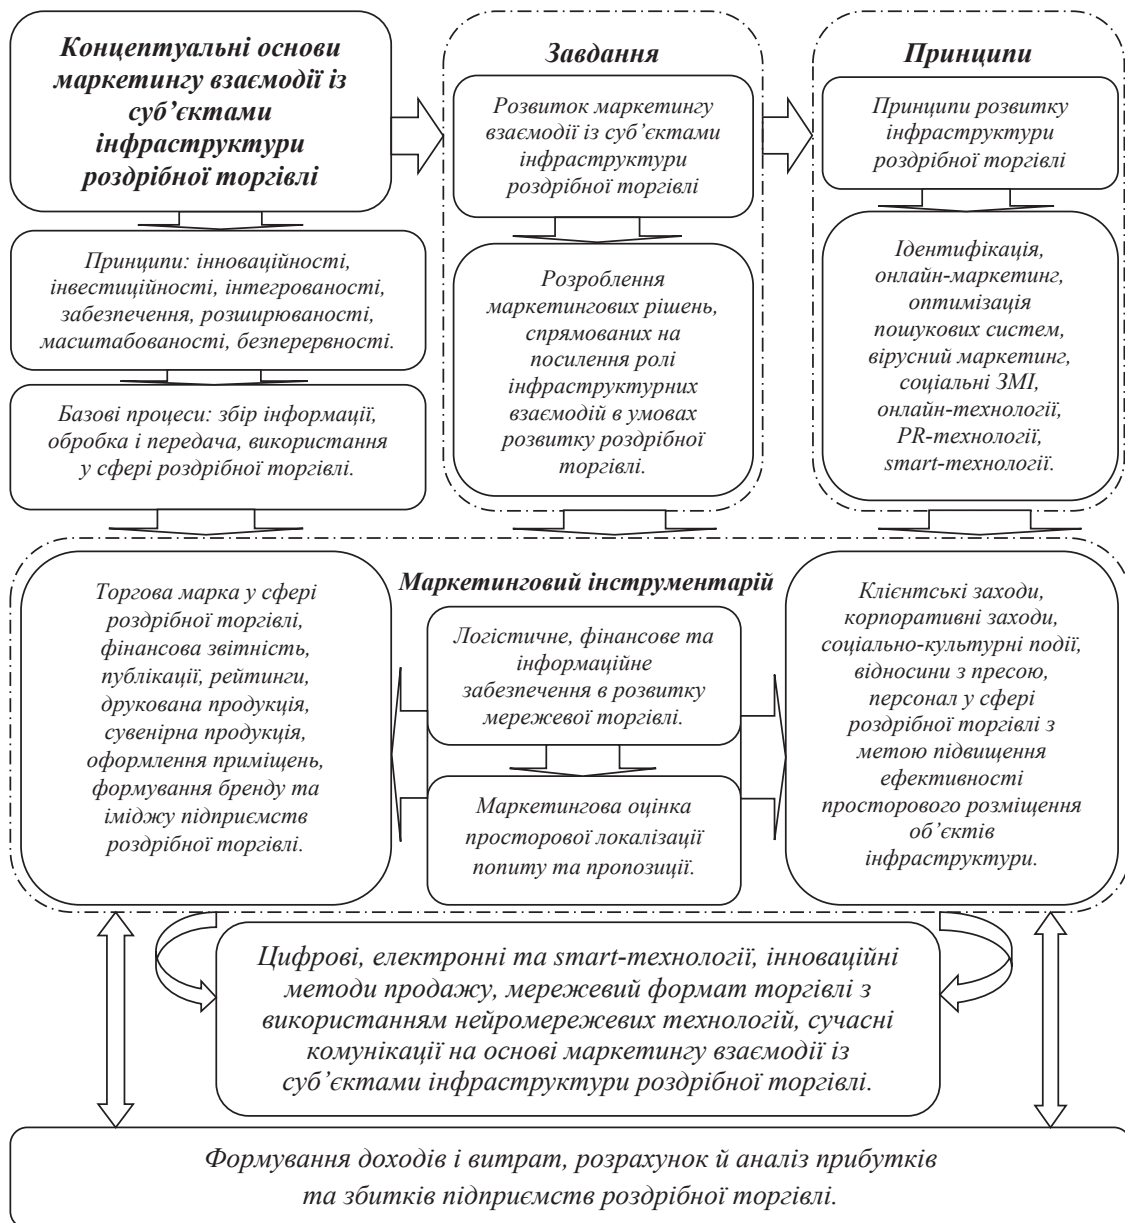 Концептуальні основи
маркетингу взаємодії із
суб’єктами
інфраструктури
роздрібної торгівлі
Принципи: інноваційності,
інвестиційності, інтегрованості,
забезпечення, розширюваності,
масштабованості, безперервності.
Базові процеси: збір інформації,
обробка і передача, використання
у сфері роздрібної торгівлі.
Завдання
Розвиток маркетингу
взаємодії із суб’єктами
інфраструктури
роздрібної торгівлі
Розроблення
маркетингових рішень,
спрямованих на
посилення ролі
інфраструктурних
взаємодій в умовах
розвитку роздрібної
торгівлі.
Принципи
Принципи розвитку
інфраструктури
роздрібної торгівлі
Ідентифікація,
онлайн-маркетинг,
оптимізація
пошукових систем,
вірусний маркетинг,
соціальні ЗМІ,
онлайн-технології,
PR-технології,
smart-технології.
Маркетинговий інструментарій
Торгова марка у сфері
роздрібної торгівлі,
фінансова звітність,
публікації, рейтинги,
друкована продукція,
сувенірна продукція,
оформлення приміщень,
формування бренду та
іміджу підприємств
роздрібної торгівлі.
Логістичне, фінансове та
інформаційне
забезпечення в розвитку
мережевої торгівлі.
Маркетингова оцінка
просторової локалізації
попиту та пропозиції.
Клієнтські заходи,
корпоративні заходи,
соціально-культурні події,
відносини з пресою,
персонал у сфері
роздрібної торгівлі з
метою підвищення
ефективності
просторового розміщення
об’єктів
інфраструктури.
Цифрові, електронні та smart-технології, інноваційні
методи продажу, мережевий формат торгівлі з
використанням нейромережевих технологій, сучасні
комунікації на основі маркетингу взаємодії із
суб’єктами інфраструктури роздрібної торгівлі.
Формування доходів і витрат, розрахунок й аналіз прибутків
та збитків підприємств роздрібної торгівлі.